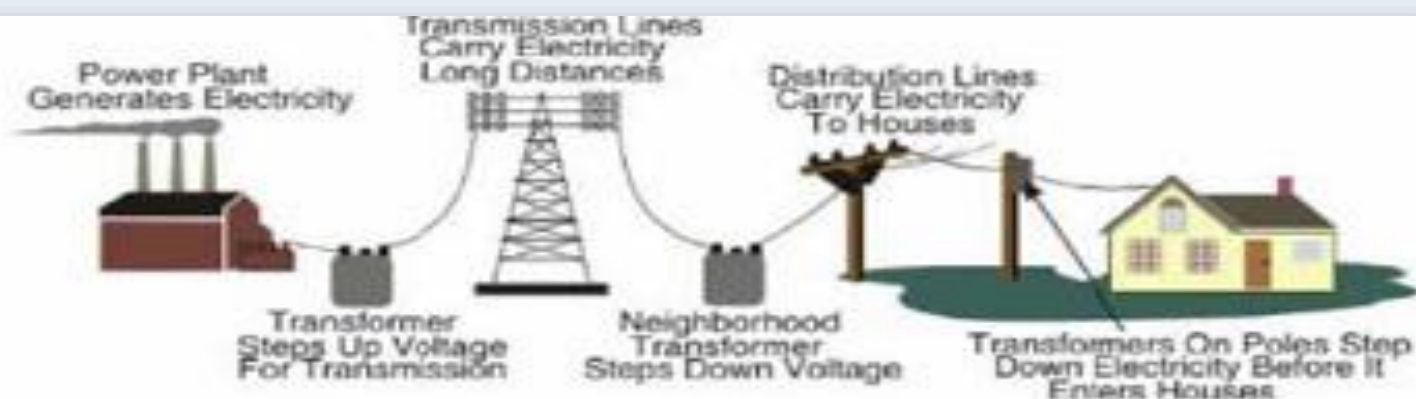 Power Plant
Generates Electricity
Transmission Lines
Carry Electricity
Long Distances
Distribution Lines
Carry Electricity
To Houses
Transformer
Steps Up Voltage
For Transmission
Neighborhood
Transformer
Steps Down Voltage
Transformers On Poles Step
Down Electricity Before It
Enters Houses